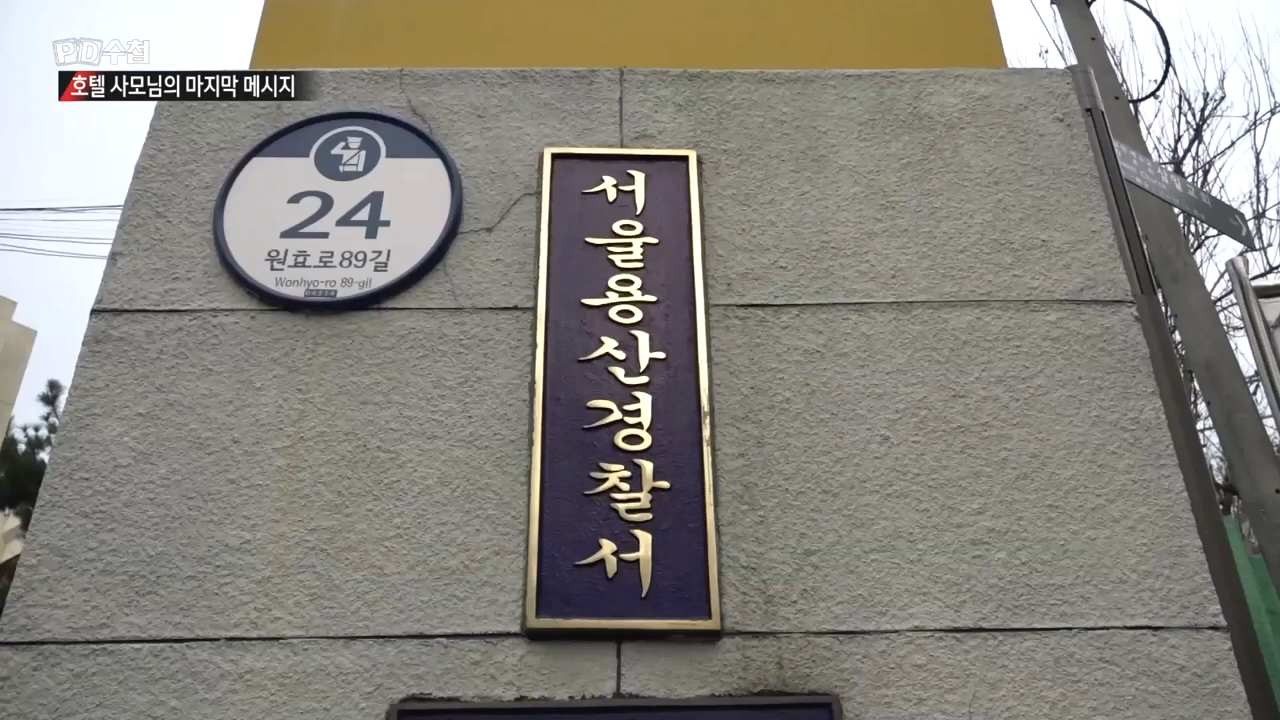 PD수첩
호텔 사모님의 마지막 메시지
24
원효로89길
Wonhyo-ro 89-gil
04374
서울용산경찰서